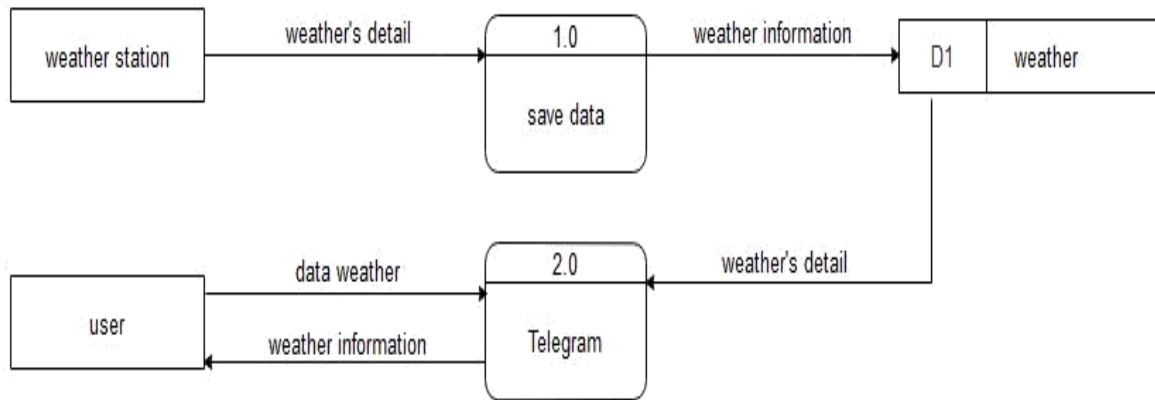 weather station
weather's detail
1.0
save data
weather information
D1
weather
user
data weather
weather information
2.0
Telegram
weather's detail